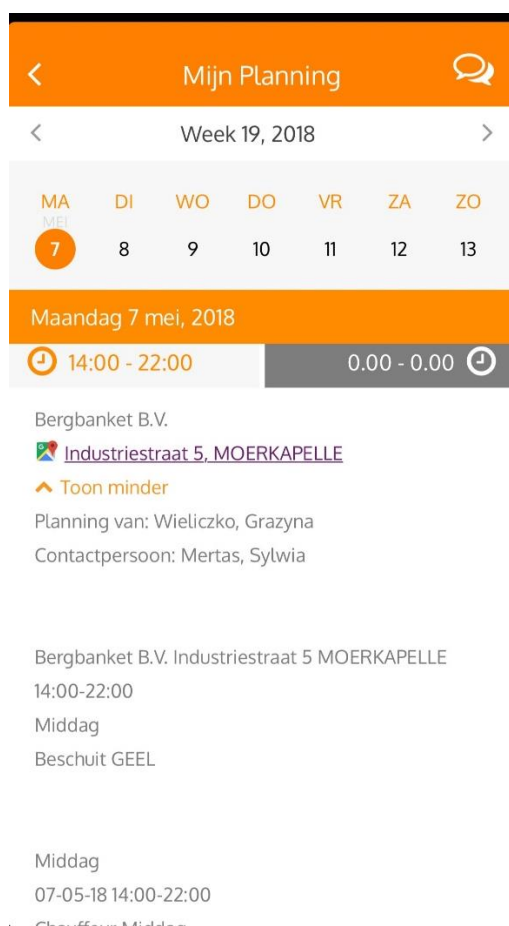 Mijn Planning
Week 19, 2018
MA DI WO DO VR ZA ZO
MEI
7 8 9 10 11 12 13
Maandag 7 mei, 2018
14:00 - 22:00 0.00 - 0.00
Bergbanket B.V.
Industriestraat 5, MOERKAPELLE
Toon minder
Planning van: Wieliczko, Grazyna
Contactpersoon: Mertas, Sylwia
Bergbanket B.V. Industriestraat 5 MOERKAPELLE
14:00-22:00
Middag
Beschuit GEEL
Middag
07-05-18 14:00-22:00
Chauffeur Middag